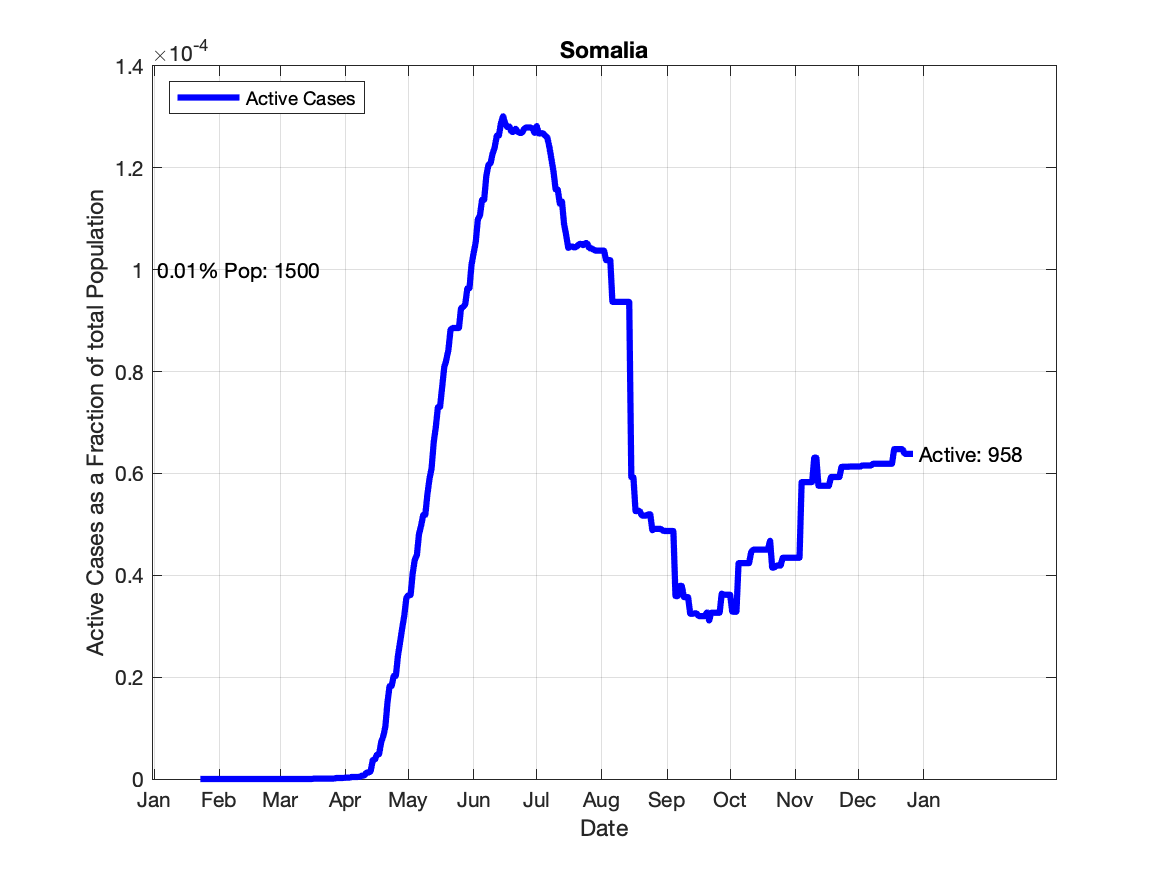 Somalia
×10-4
1.4
1.2
1
0.8
0.6
0.4
0.2
0
Active Cases
0.01% Pop: 1500
Active: 958
Active Cases as a Fraction of total Population
Jan Feb Mar Apr May Jun Jul Aug Sep Oct Nov Dec Jan
Date